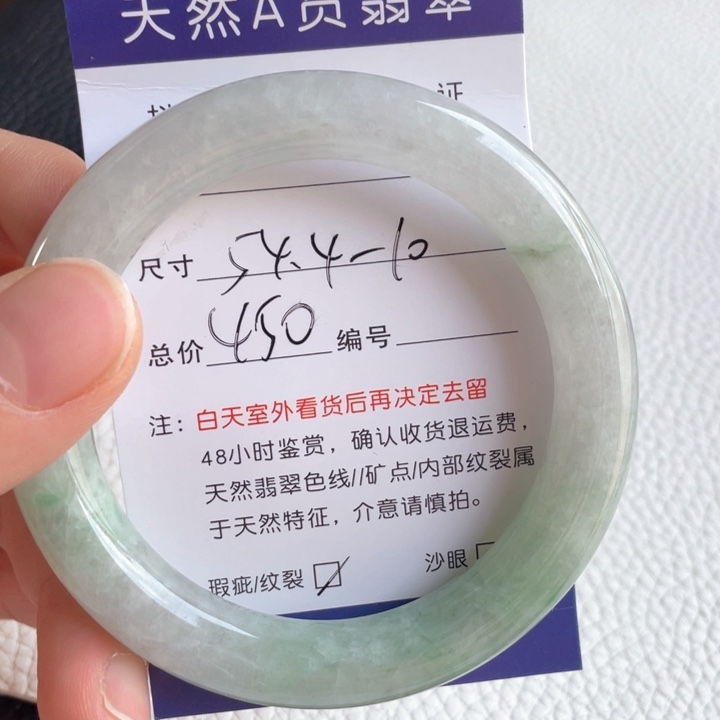 天然A货翡翠
证
尺寸 54.4-10
总价 450 编号
注：白天室外看货后再决定去留
48小时鉴赏，确认收货退运费，
天然翡翠色线//矿点/内部纹裂属
于天然特征，介意请慎拍。
瑕疵/纹裂 沙眼